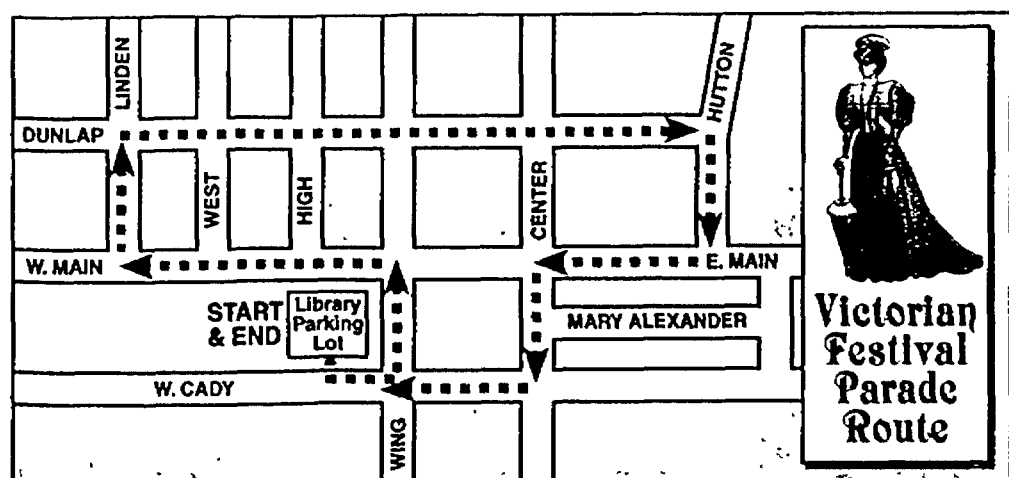 LINDEN
HUTTON
DUNLAP
WEST
HIGH
CENTER
W. MAIN
E. MAIN
START
& END
Library
Parking
Lot
MARY ALEXANDER
W. CADY
WING
Victorian
Festival
Parade
Route